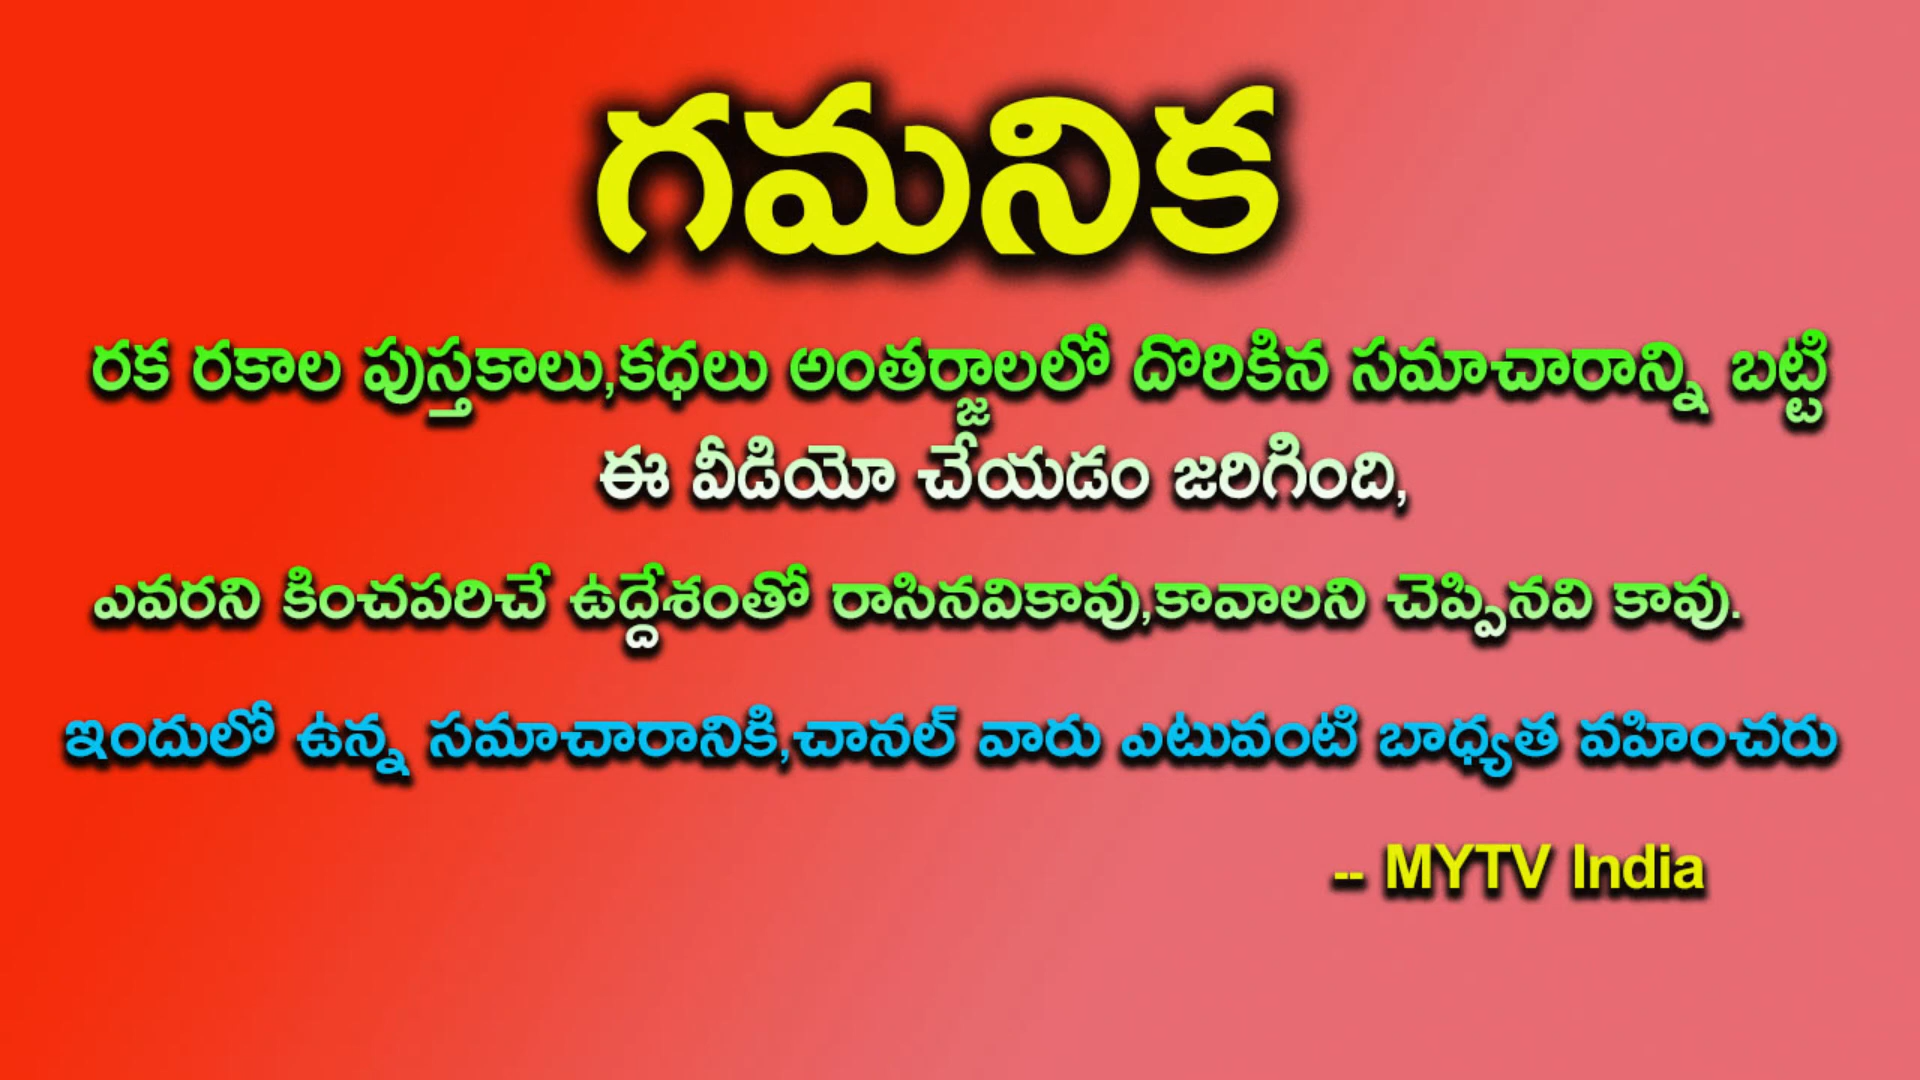 గమనిక
రక రకాల పుస్తకాలు,కధలు అంతర్జాలలో దొరికిన సమాచారాన్ని బట్టి
ఈ వీడియో చేయడం జరిగింది,
ఎవరని కించపరిచే ఉద్దేశంతో రాసినవికావు,కావాలని చెప్పినవి కావు.
ఇందులో ఉన్న సమాచారానికి,చానల్ వారు ఎటువంటి బాధ్యత వహించరు
-- MYTV India